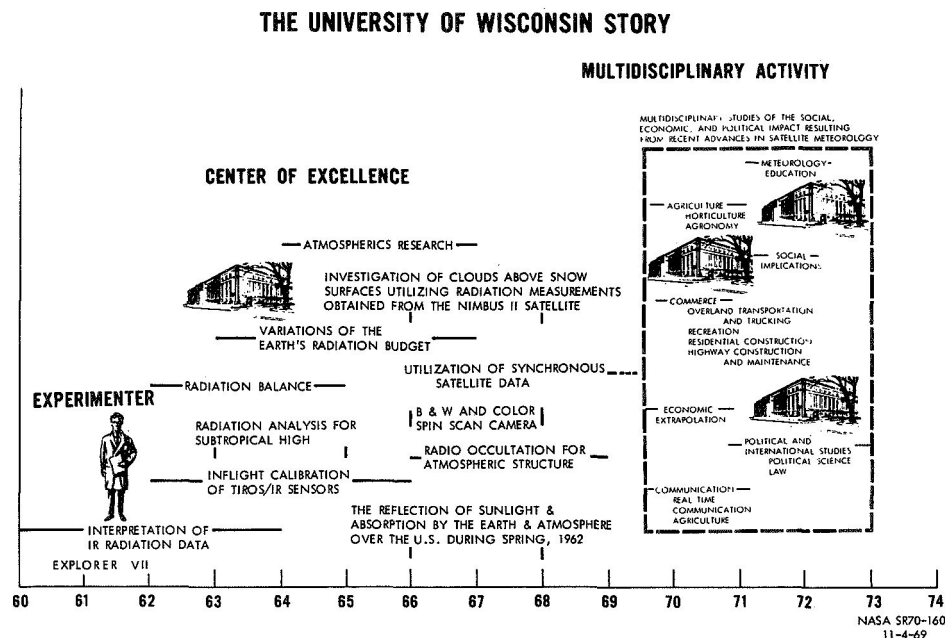 THE UNIVERSITY OF WISCONSIN STORY
MULTIDISCIPLINARY ACTIVITY
MULTIDISCIPLINARY STUDIES OF THE SOCIAL,
ECONOMIC, AND POLITICAL IMPACT RESULTING
FROM RECENT ADVANCES IN SATELLITE METEOROLOGY
METEOROLOGY-
EDUCATION
CENTER OF EXCELLENCE
AGRICULTURE
HORTICULTURE
AGRONOMY
ATMOSPHERICS RESEARCH
SOCIAL
IMPLICATIONS
INVESTIGATION OF CLOUDS ABOVE SNOW
SURFACES UTILIZING RADIATION MEASUREMENTS
OBTAINED FROM THE NIMBUS II SATELLITE
COMMERCE
OVERLAND TRANSPORTATION
AND TRUCKING
RECREATION
RESIDENTIAL CONSTRUCTION
HIGHWAY CONSTRUCTION
AND MAINTENANCE
VARIATIONS OF THE
EARTH'S RADIATION BUDGET
UTILIZATION OF SYNCHRONOUS
SATELLITE DATA
RADIATION BALANCE
EXPERIMENTER
B & W AND COLOR
SPIN SCAN CAMERA
ECONOMIC
EXTRAPOLATION
RADIATION ANALYSIS FOR
SUBTROPICAL HIGH
POLITICAL AND
INTERNATIONAL STUDIES
POLITICAL SCIENCE
LAW
RADIO OCCULTATION FOR
ATMOSPHERIC STRUCTURE
INFLIGHT CALIBRATION
OF TIROS/IR SENSORS
COMMUNICATION
REAL TIME
COMMUNICATION
AGRICULTURE
THE REFLECTION OF SUNLIGHT &
ABSORPTION BY THE EARTH & ATMOSPHERE
OVER THE U.S. DURING SPRING, 1962
INTERPRETATION OF
IR RADIATION DATA
EXPLORER VII
60 61 62 63 64 65 66 67 68 69 70 71 72 73 74
NASA SR70-160
11-4-69